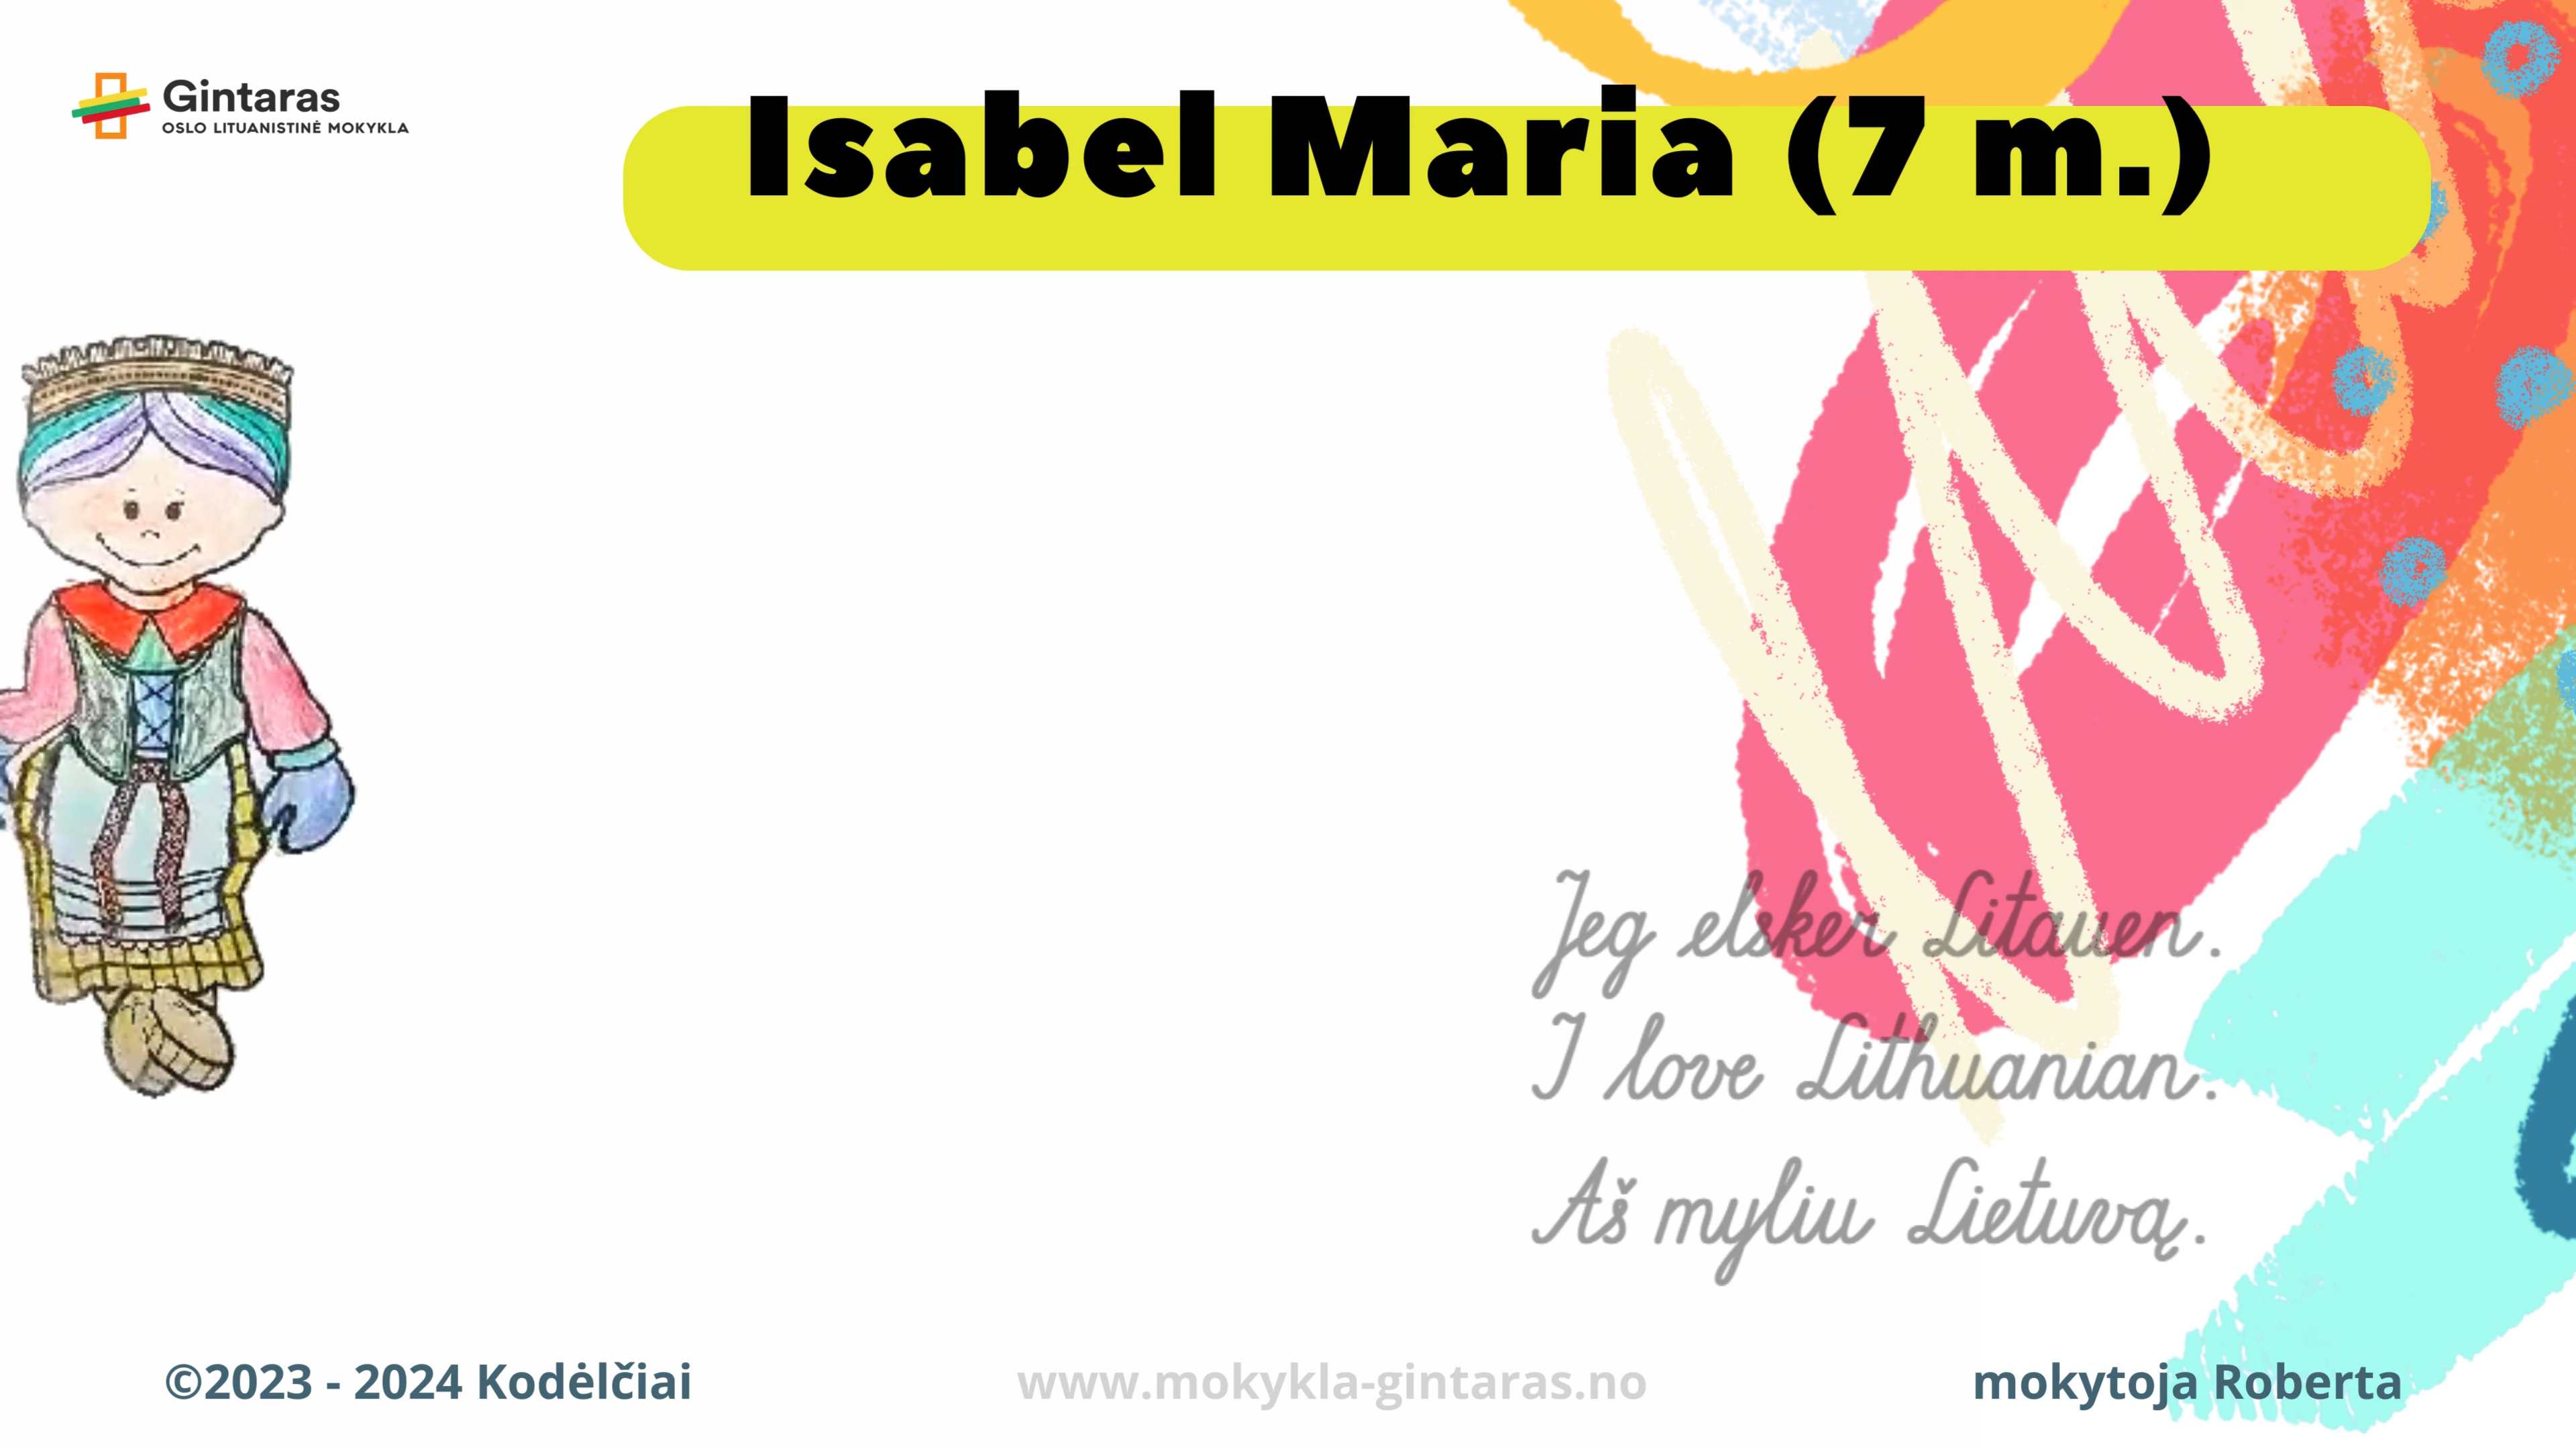 Gintaras
OSLO LITUANISTINĖ MOKYKLA
Isabel Maria (7 m.)
Jeg elsker Litauen.
I love Lithuanian.
Aš myliu Lietuvą.
©2023 - 2024 Kodėlčiai
www.mokykla-gintaras.no
mokytoja Roberta